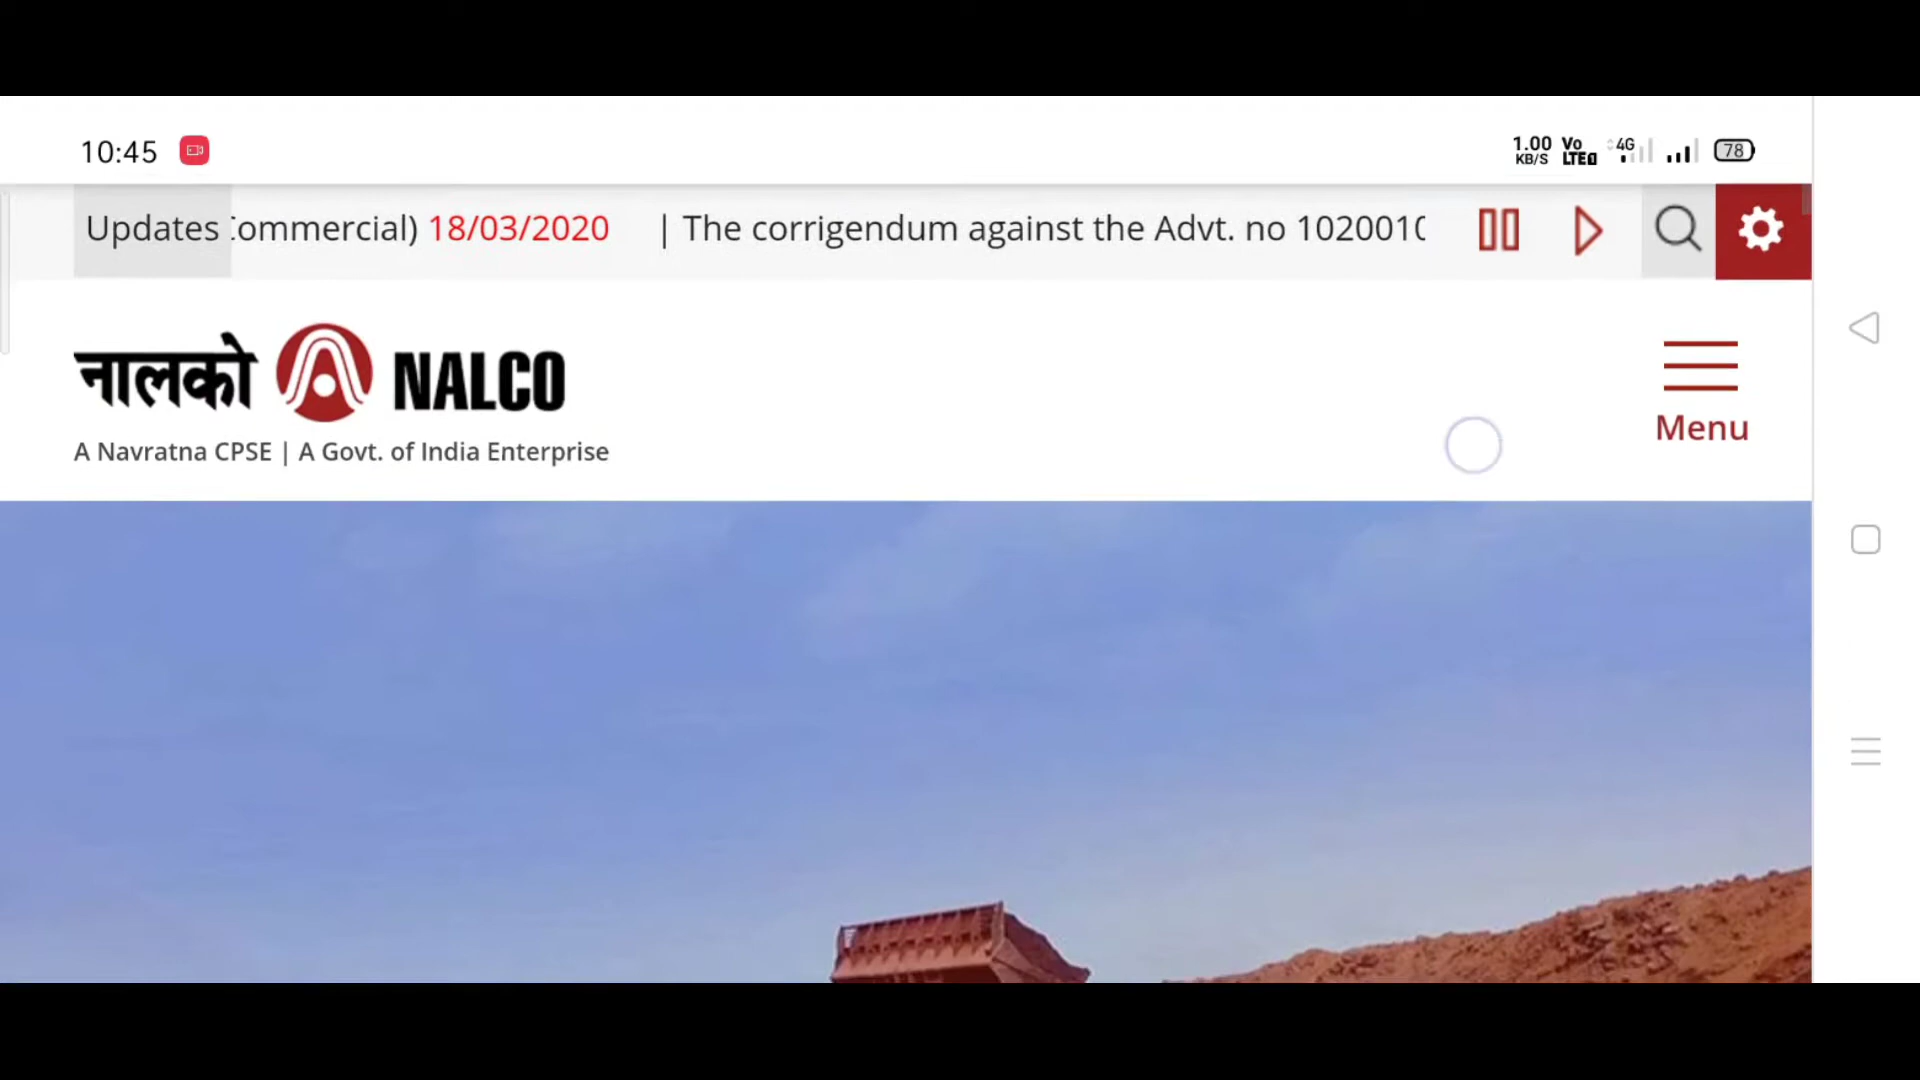 10:45 1.00 KB/S Vo LTE 4G 78
Updates Commercial) 18/03/2020 | The corrigendum against the Advt. no 102001
नालको NALCO
Menu
A Navratna CPSE | A Govt. of India Enterprise